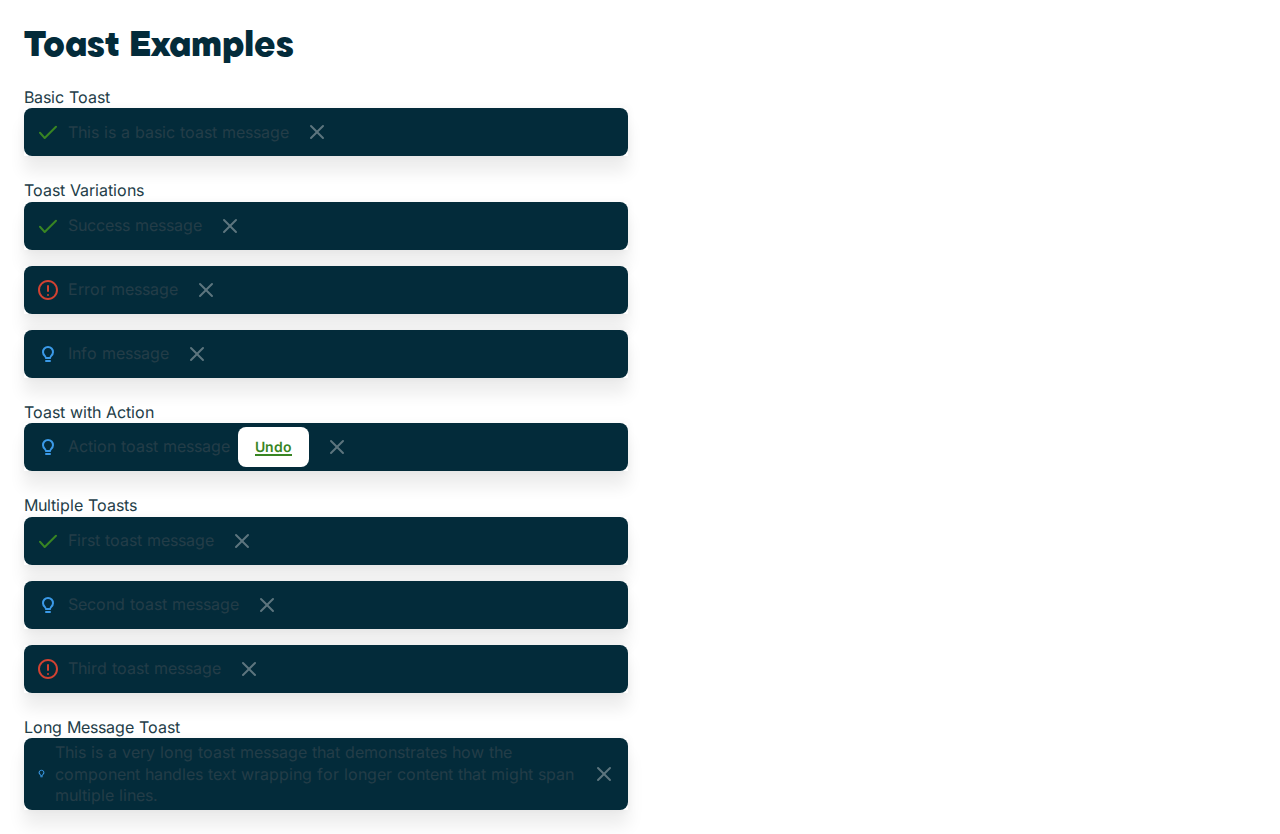 Toast Examples
Basic Toast
This is a basic toast message
Toast Variations
Success message
Error message
Info message
Toast with Action
Action toast message Undo
Multiple Toasts
First toast message
Second toast message
Third toast message
Long Message Toast
This is a very long toast message that demonstrates how the
component handles text wrapping for longer content that might span
multiple lines.